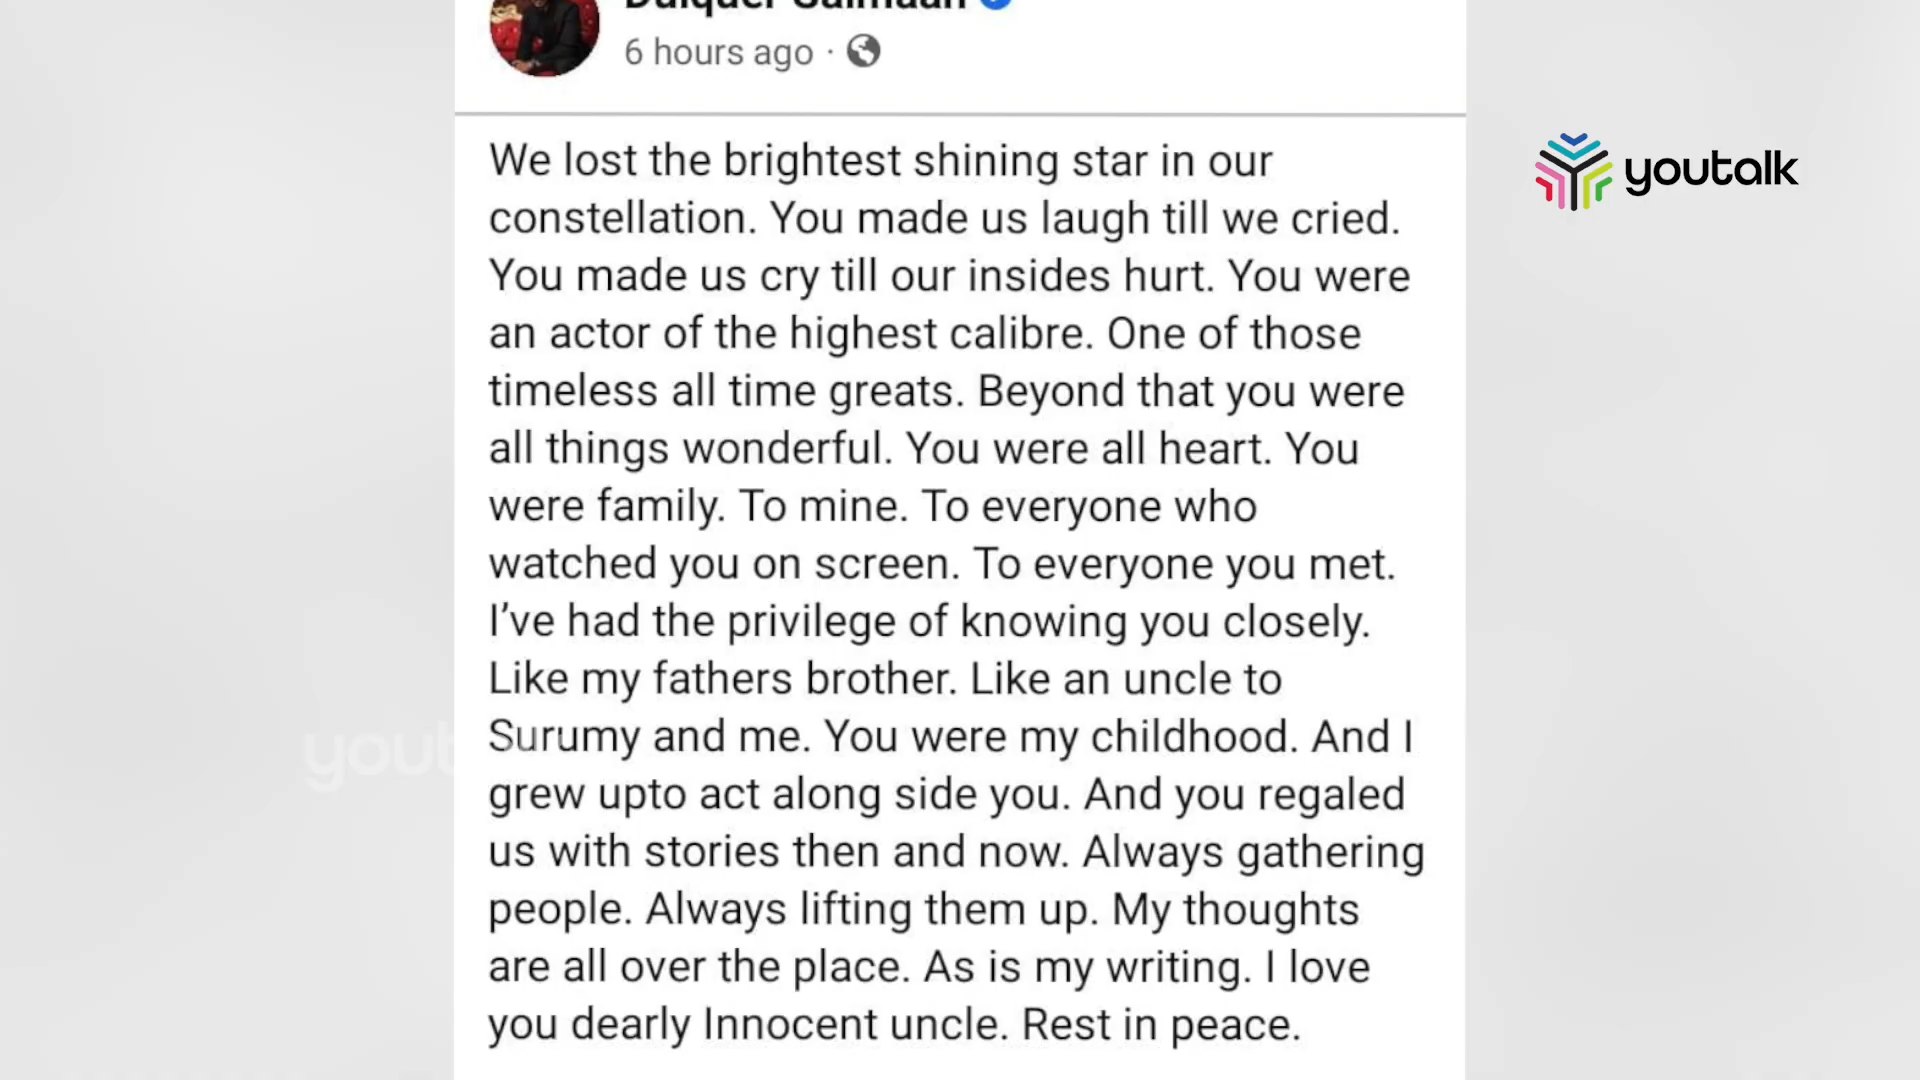 Dulquer Salmaan
6 hours ago ·
youtalk
We lost the brightest shining star in our
constellation. You made us laugh till we cried.
You made us cry till our insides hurt. You were
an actor of the highest calibre. One of those
timeless all time greats. Beyond that you were
all things wonderful. You were all heart. You
were family. To mine. To everyone who
watched you on screen. To everyone you met.
I’ve had the privilege of knowing you closely.
Like my fathers brother. Like an uncle to
Surumy and me. You were my childhood. And I
grew upto act along side you. And you regaled
us with stories then and now. Always gathering
people. Always lifting them up. My thoughts
are all over the place. As is my writing. I love
you dearly Innocent uncle. Rest in peace.
yout